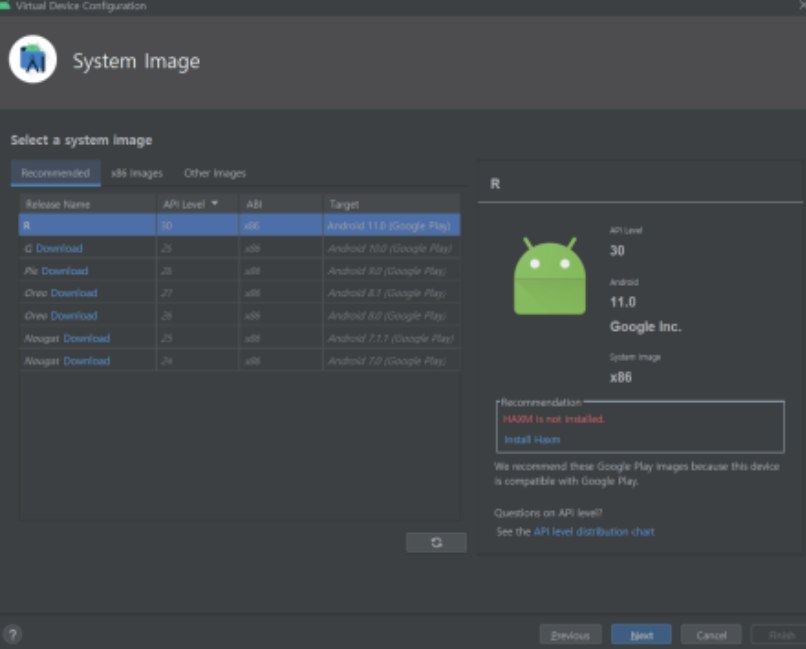 Virtual Device Configuration
System Image
Select a system image
Recommended x86 Images Other Images
Release Name API Level ABI Target
R 30 x86 Android 11.0 (Google Play)
Q Download x86 Android 10.0 (Google Play)
Pie Download 28 x86 Android 9.0 (Google Play)
Oreo Download 27 x86 Android 8.1 (Google Play)
Oreo Download 26 x86 Android 8.0 (Google Play)
Nougat Download 25 x86 Android 7.1.1 (Google Play)
Nougat Download 24 x86 Android 7.0 (Google Play)
R
API Level
30
Android
11.0
Google Inc.
System Image
x86
Recommendation
HAXM is not installed.
Install Haxm
We recommend these Google Play images because this device
is compatible with Google Play.
Questions on API level?
See the API level distribution chart
? Previous Next Cancel Finish